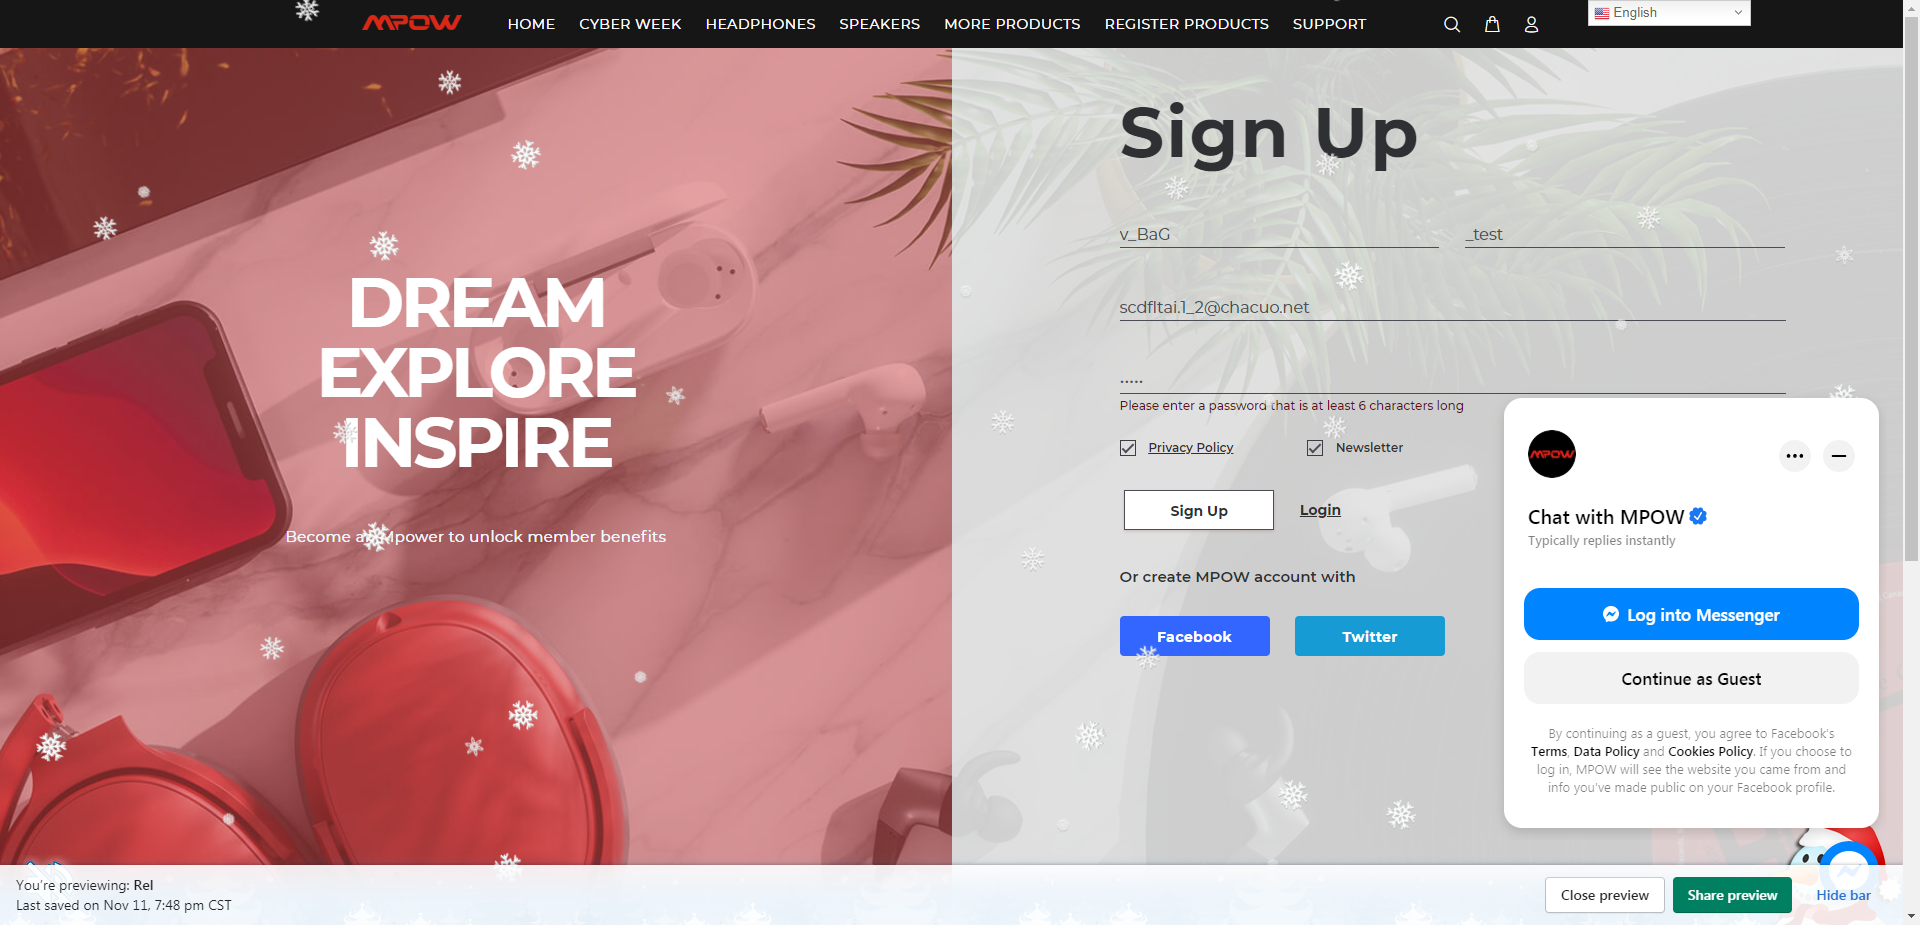 MPOW
HOME CYBER WEEK HEADPHONES SPEAKERS MORE PRODUCTS REGISTER PRODUCTS SUPPORT
English
DREAM
EXPLORE
INSPIRE
Become an Mpower to unlock member benefits
Sign Up
v_BaG _test
scdfltai.1_2@chacuo.net
•••••
Please enter a password that is at least 6 characters long
Privacy Policy Newsletter
Sign Up Login
Or create MPOW account with
Facebook Twitter
MPOW
Chat with MPOW
Typically replies instantly
Log into Messenger
Continue as Guest
By continuing as a guest, you agree to Facebook's
Terms, Data Policy and Cookies Policy. If you choose to
log in, MPOW will see the website you came from and
info you've made public on your Facebook profile.
You're previewing: Rel
Last saved on Nov 11, 7:48 pm CST
Close preview Share preview Hide bar